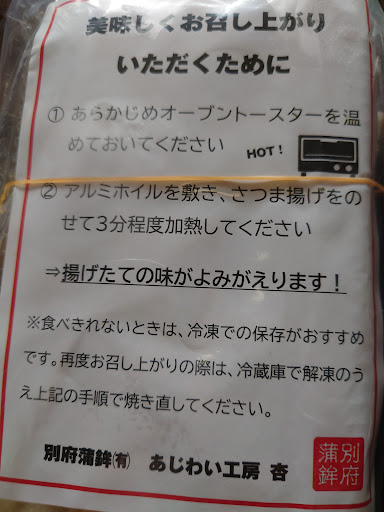 美味しくお召し上がり
いただくために
① あらかじめオーブントースターを温
めておいてください
HOT！
② アルミホイルを敷き、さつま揚げをの
せて3分程度加熱してください
⇒揚げたての味がよみがえります！
※食べきれないときは、冷凍での保存がおすすめ
です。再度お召し上がりの際は、冷蔵庫で解凍のう
え上記の手順で焼き直してください。
別府蒲鉾㈲ あじわい工房 杏
別府
蒲鉾